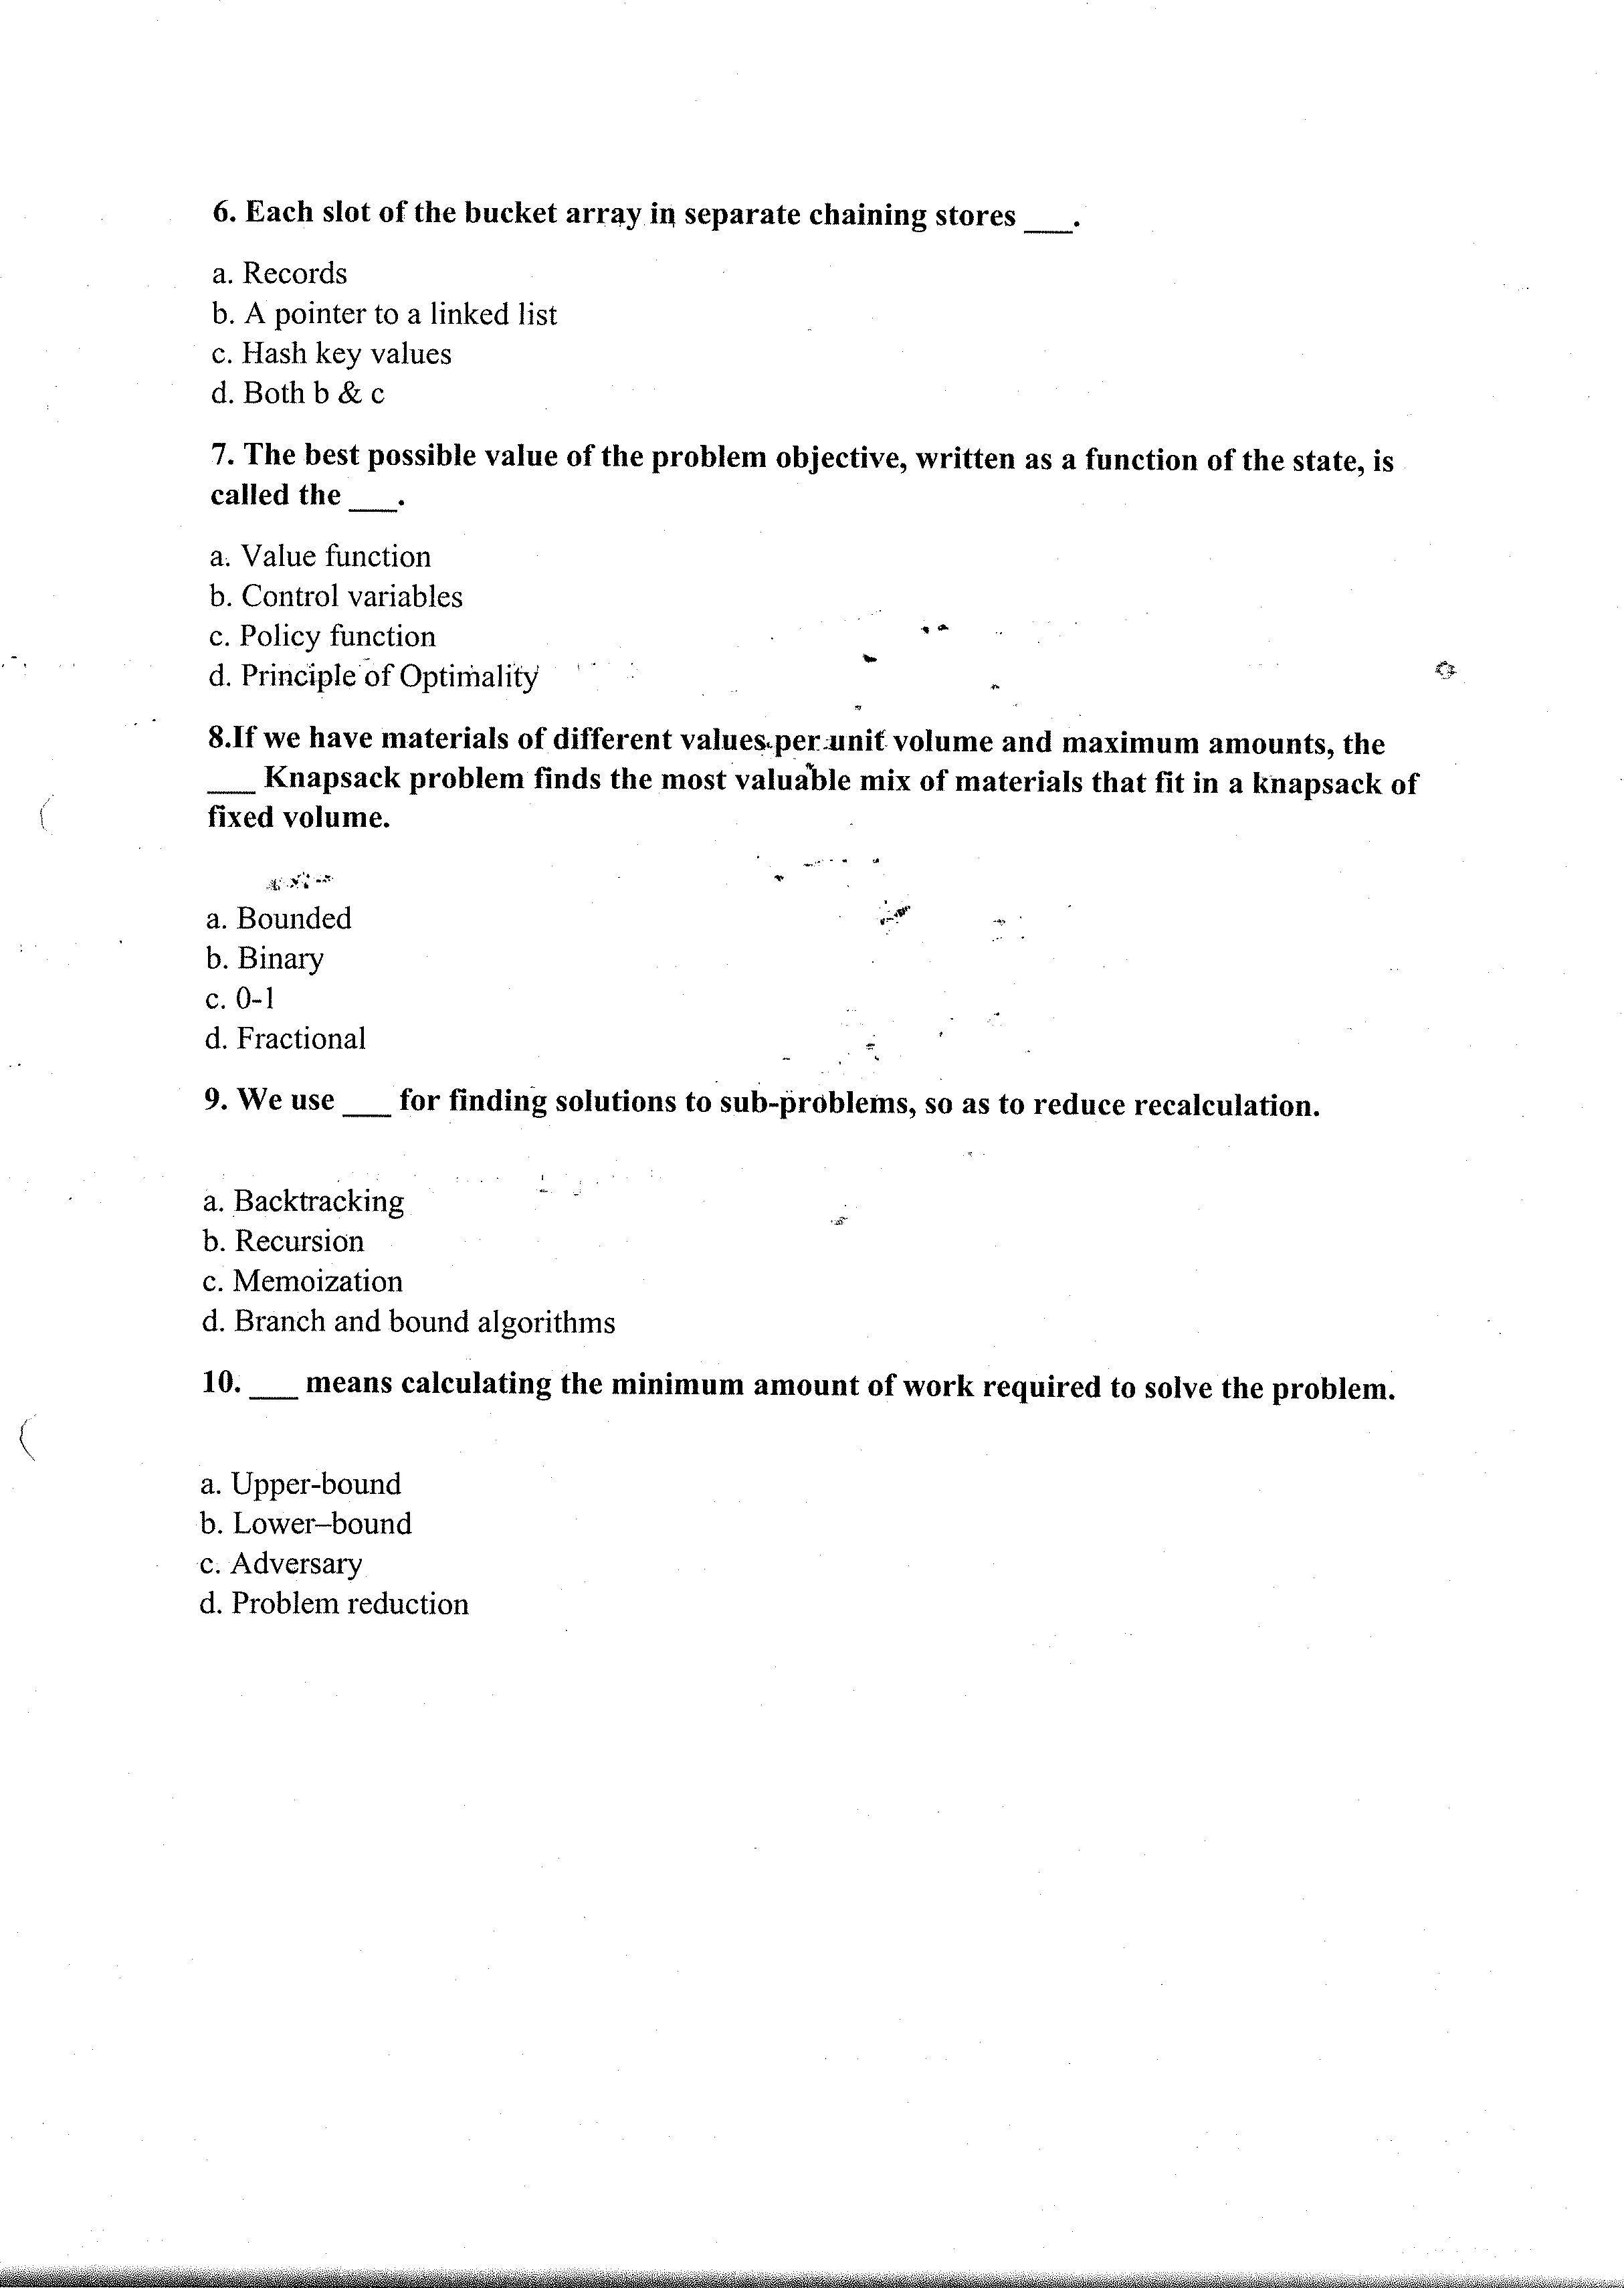 6. Each slot of the bucket array in separate chaining stores ___.
a. Records
b. A pointer to a linked list
c. Hash key values
d. Both b & c
7. The best possible value of the problem objective, written as a function of the state, is
called the ___.
a. Value function
b. Control variables
c. Policy function
d. Principle of Optimality
8.If we have materials of different values per unit volume and maximum amounts, the
___ Knapsack problem finds the most valuable mix of materials that fit in a knapsack of
fixed volume.
a. Bounded
b. Binary
c. 0-1
d. Fractional
9. We use ___ for finding solutions to sub-problems, so as to reduce recalculation.
a. Backtracking
b. Recursion
c. Memoization
d. Branch and bound algorithms
10. ___ means calculating the minimum amount of work required to solve the problem.
a. Upper-bound
b. Lower–bound
c. Adversary
d. Problem reduction